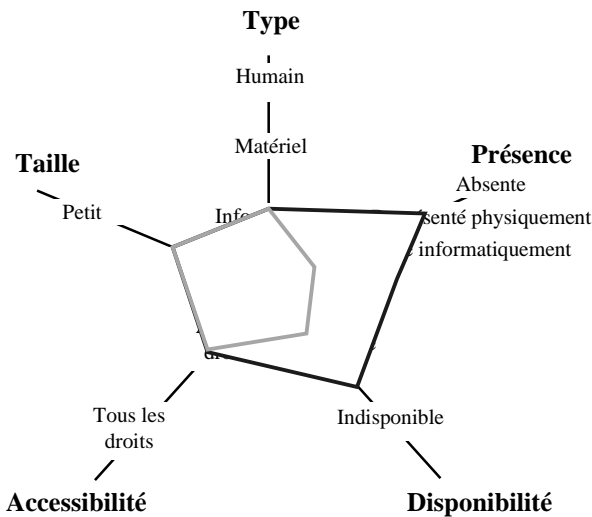 Type
Humain
Matériel
Taille
Présence
Absente
Petit
physiquement
informatiquement
Tous les
droits
Indisponible
Accessibilité
Disponibilité